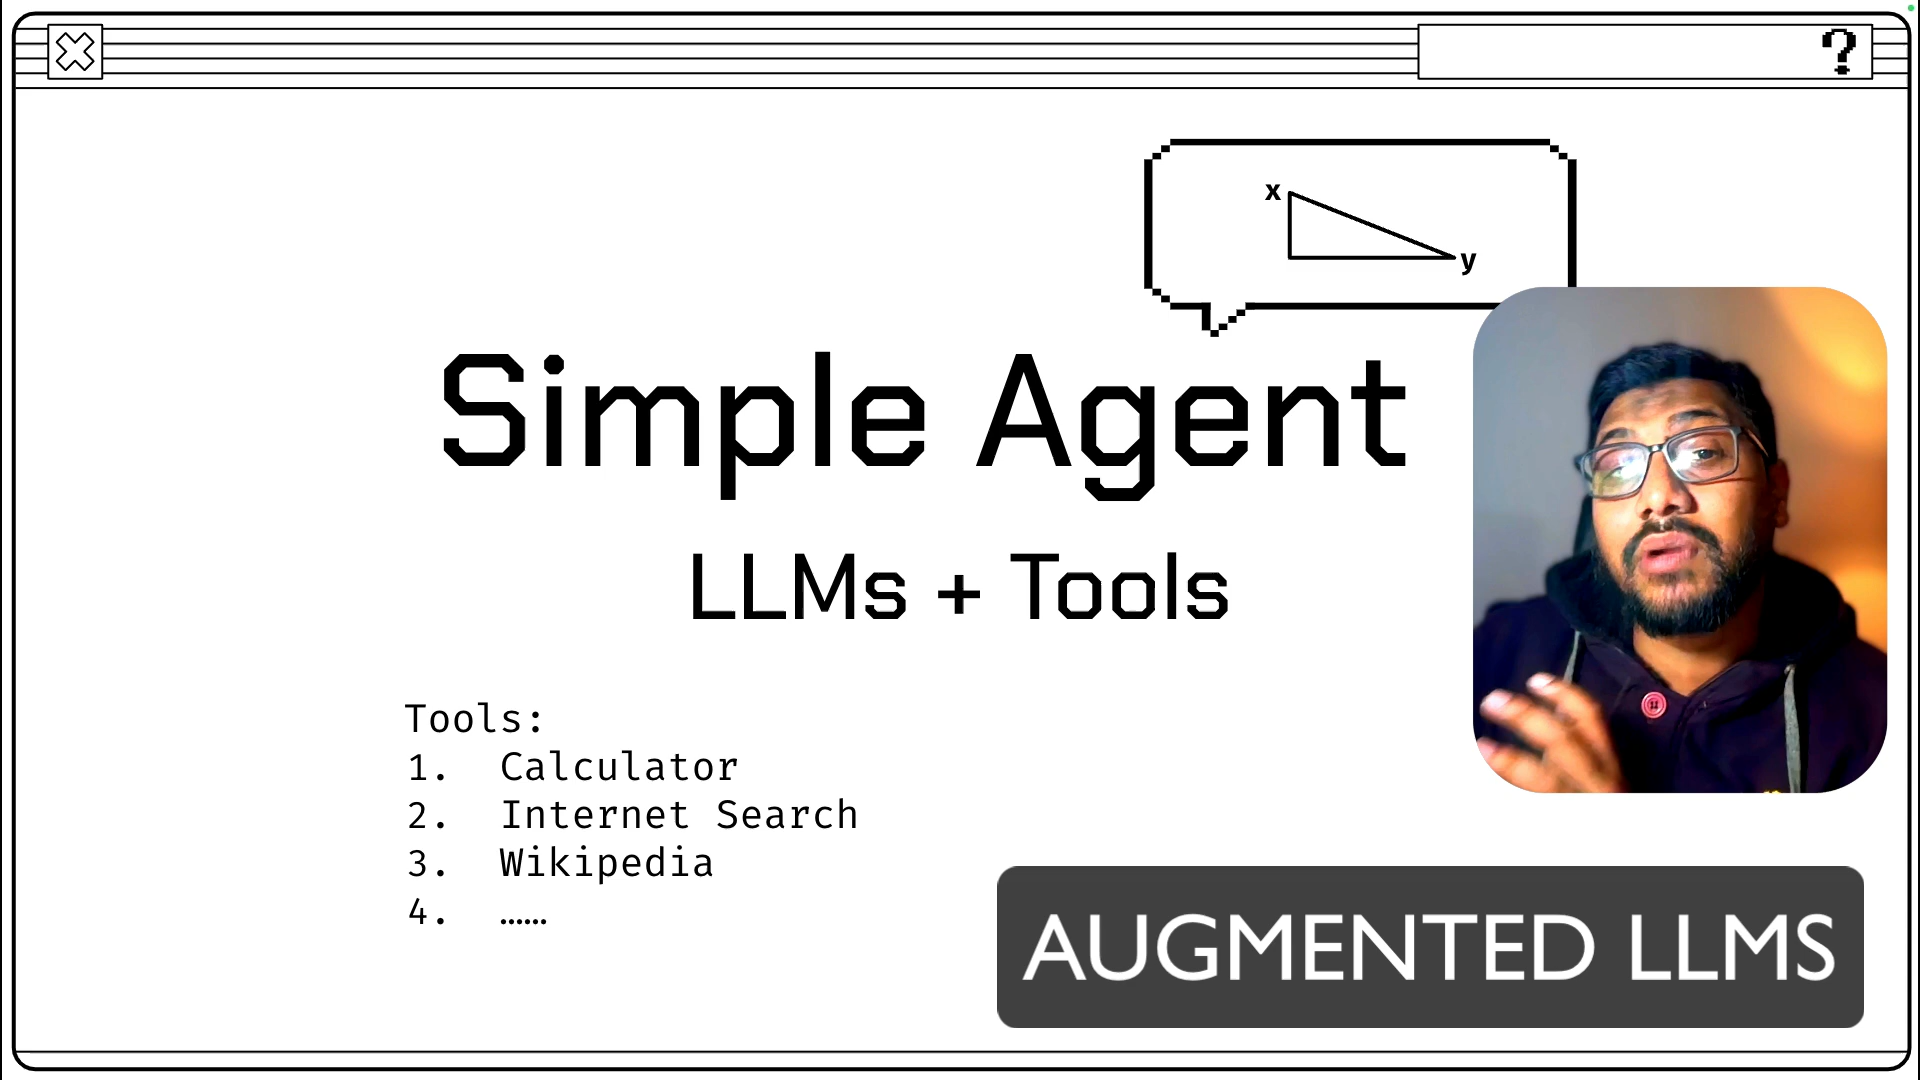 ?
x
y
Simple Agent
LLMs + Tools
Tools:
1. Calculator
2. Internet Search
3. Wikipedia
4. ……
AUGMENTED LLMS